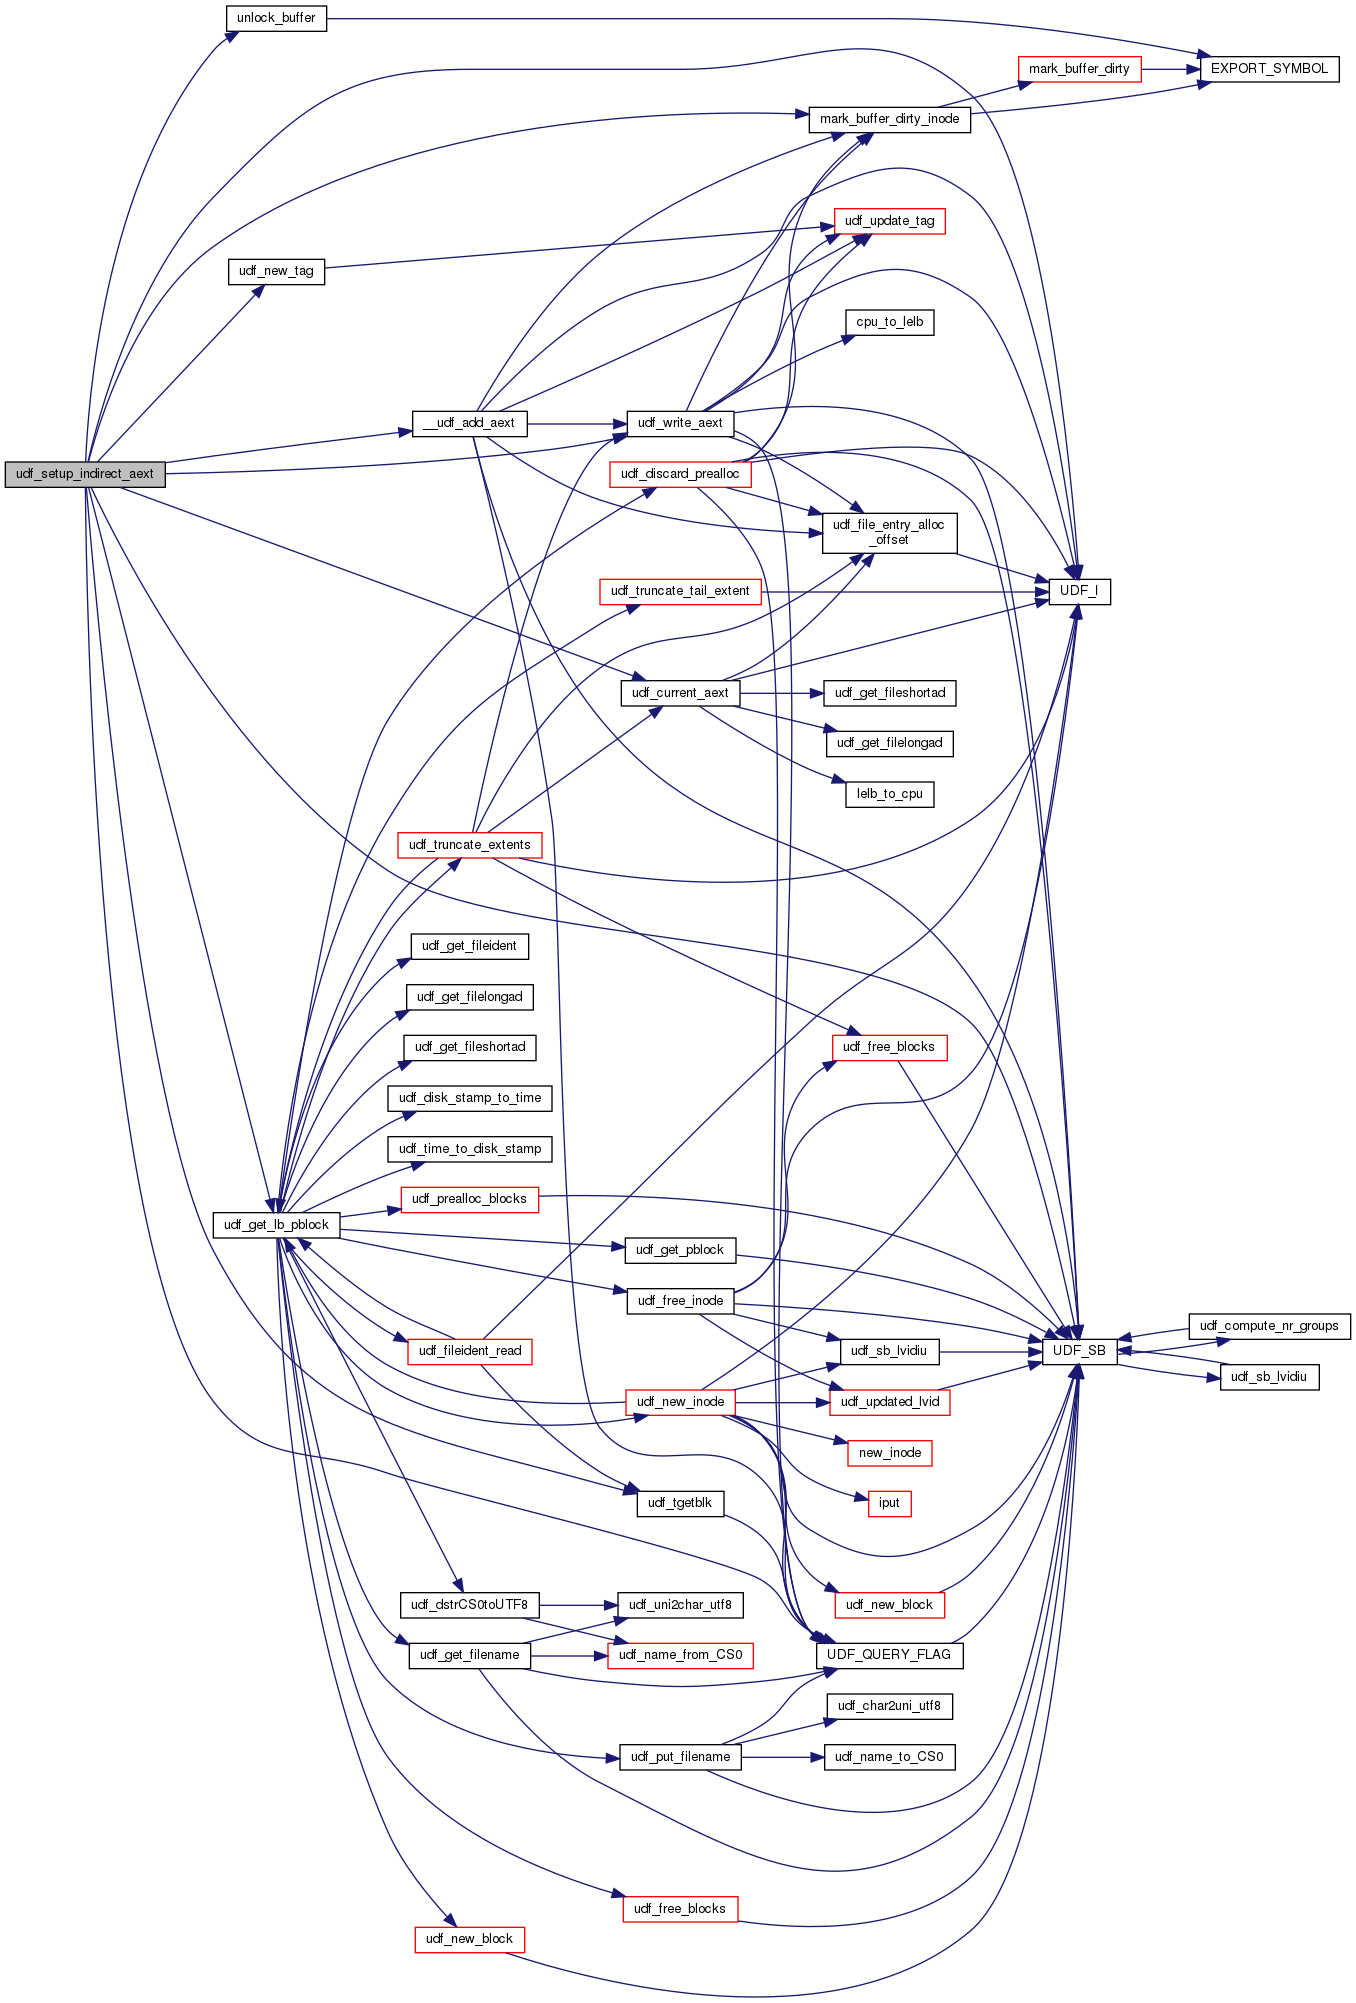 unlock_buffer
EXPORT_SYMBOL
mark_buffer_dirty
mark_buffer_dirty_inode
udf_update_tag
udf_new_tag
cpu_to_lelb
__udf_add_aext
udf_write_aext
udf_setup_indirect_aext
udf_discard_prealloc
udf_file_entry_alloc
_offset
udf_truncate_tail_extent
UDF_I
udf_current_aext
udf_get_fileshortad
udf_get_filelongad
lelb_to_cpu
udf_truncate_extents
udf_get_fileident
udf_get_filelongad
udf_get_fileshortad
udf_free_blocks
udf_disk_stamp_to_time
udf_time_to_disk_stamp
udf_prealloc_blocks
udf_get_lb_pblock
udf_get_pblock
udf_free_inode
udf_compute_nr_groups
udf_fileident_read
udf_sb_lvidiu
UDF_SB
udf_sb_lvidiu
udf_new_inode
udf_updated_lvid
new_inode
udf_tgetblk
iput
udf_dstrCS0toUTF8
udf_uni2char_utf8
udf_new_block
udf_get_filename
udf_name_from_CS0
UDF_QUERY_FLAG
udf_char2uni_utf8
udf_put_filename
udf_name_to_CS0
udf_free_blocks
udf_new_block